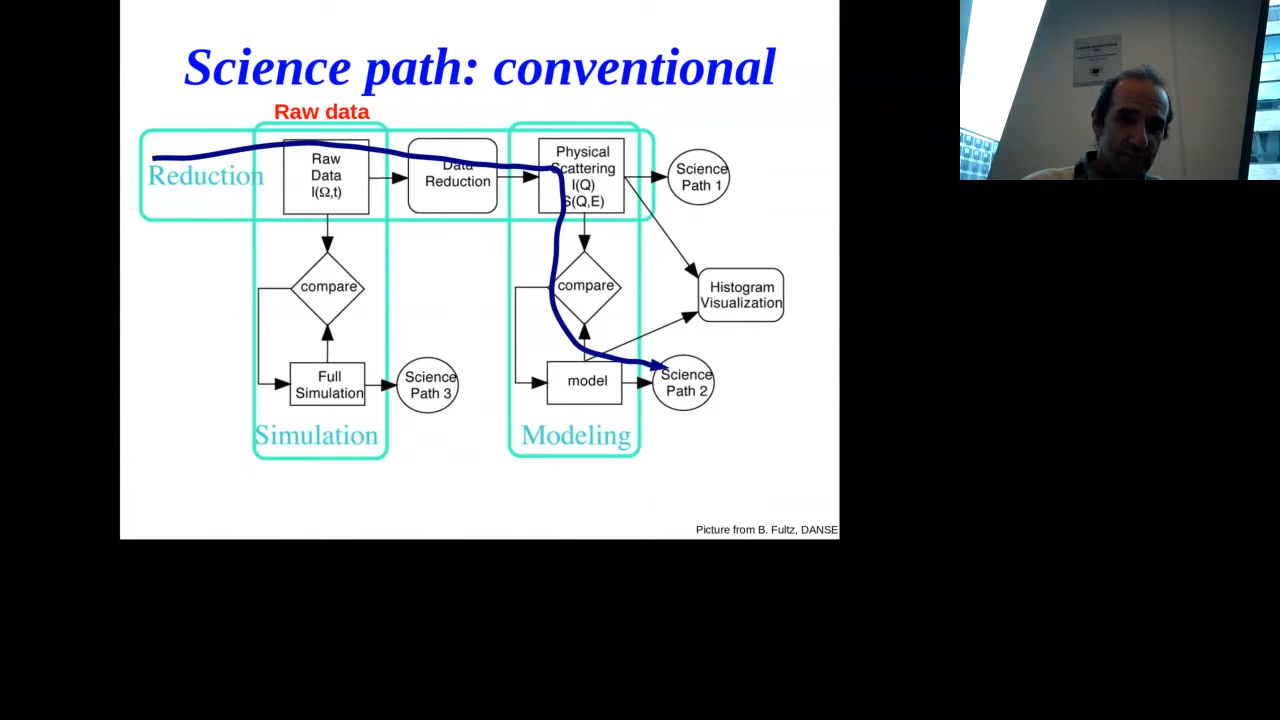 Science path: conventional
Raw data
Reduction
Raw
Data
I(Ω,t)
Data
Reduction
Physical
Scattering
I(Q)
S(Q,E)
Science
Path 1
compare
compare
Histogram
Visualization
Full
Simulation
Science
Path 3
model
Science
Path 2
Simulation
Modeling
Picture from B. Fultz, DANSE